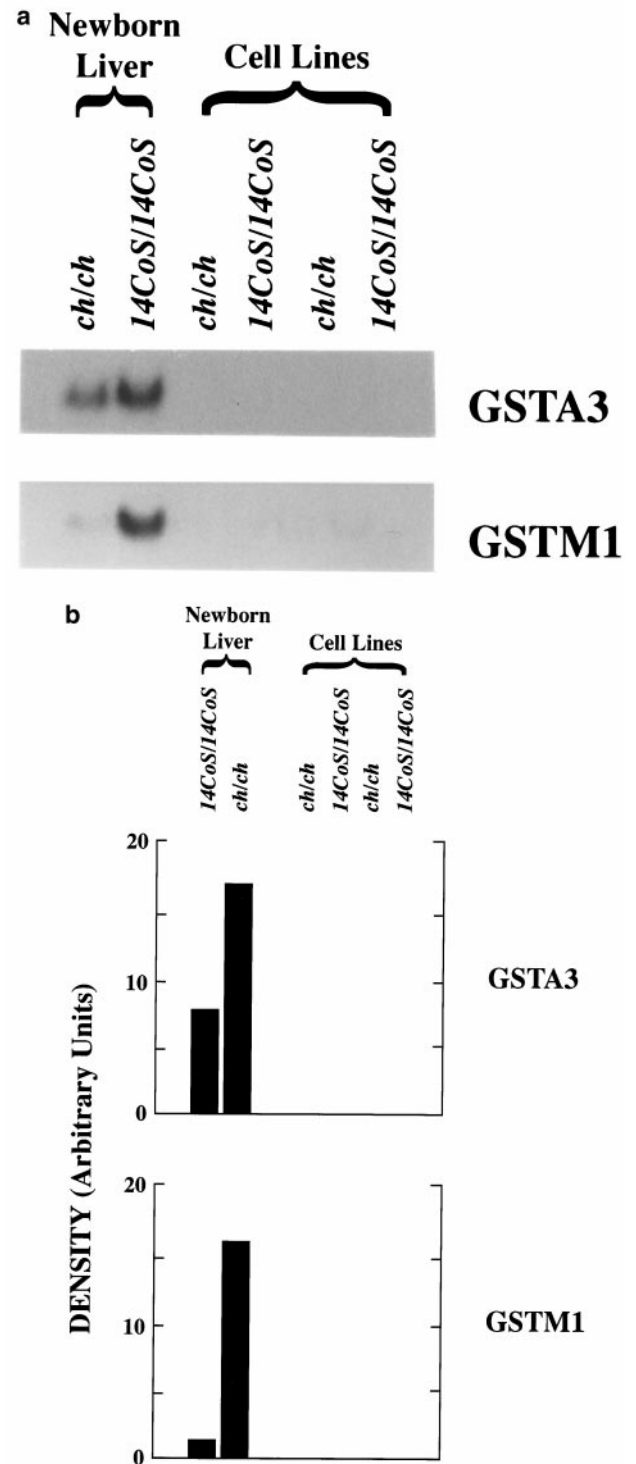 a
Newborn
Liver
Cell Lines
ch/ch
14CoS/14CoS
ch/ch
14CoS/14CoS
ch/ch
14CoS/14CoS
GSTA3
GSTM1
b
Newborn
Liver
Cell Lines
14CoS/14CoS
ch/ch
ch/ch
14CoS/14CoS
ch/ch
14CoS/14CoS
DENSITY (Arbitrary Units)
20
10
0
GSTA3
20
10
0
GSTM1